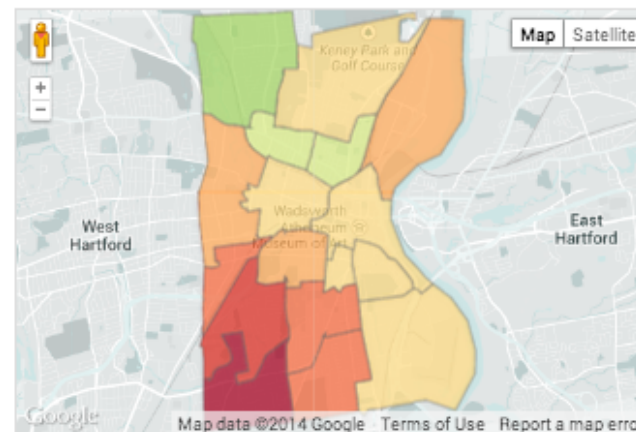 Keney Park and
Golf Course
Map
Satellite
+
−
West
Hartford
Wadsworth
Atheneum
Museum of Art
East
Hartford
Google
Map data ©2014 Google
Terms of Use
Report a map erro